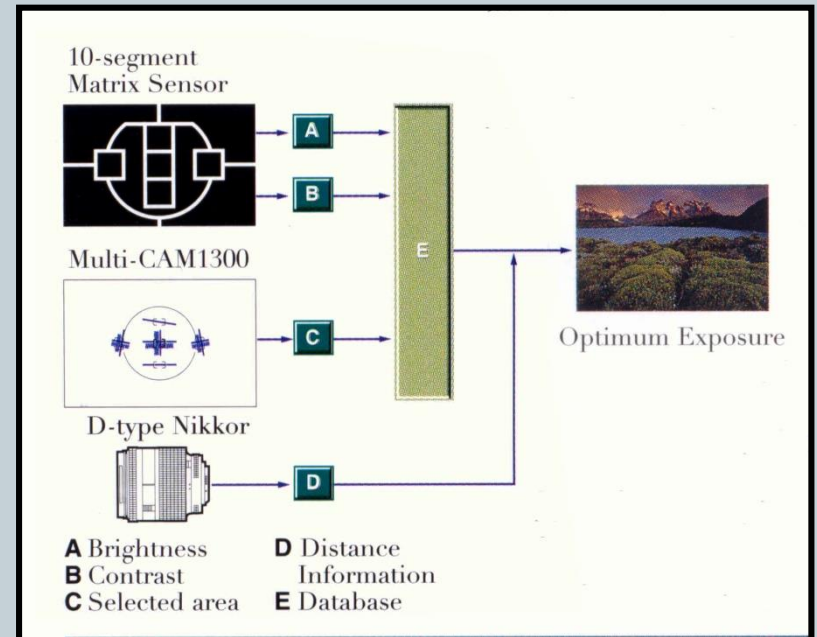 10-segment
Matrix Sensor
A
B
E
Multi-CAM1300
C
Optimum Exposure
D-type Nikkor
D
A Brightness
B Contrast
C Selected area
D Distance
Information
E Database